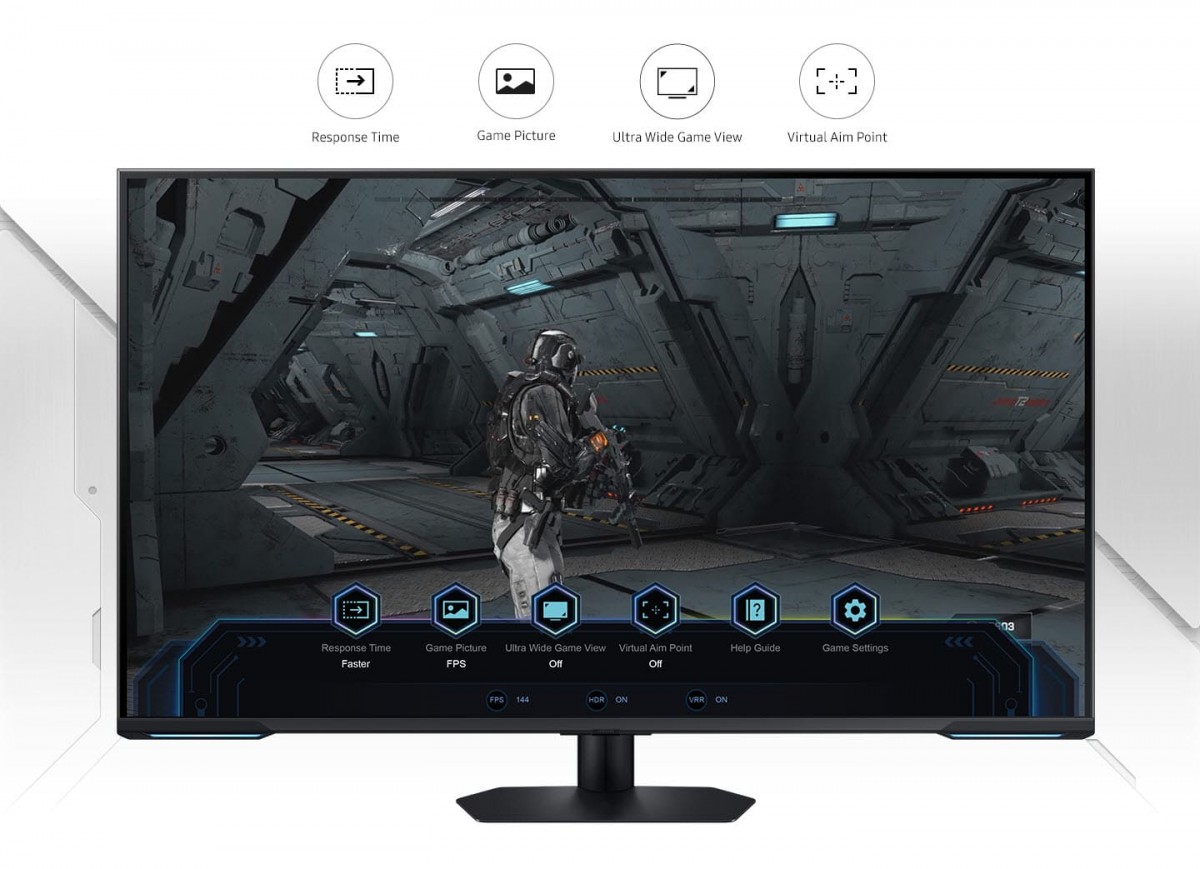 Response Time
Game Picture
Ultra Wide Game View
Virtual Aim Point
Response Time
Game Picture
Ultra Wide Game View
Virtual Aim Point
Help Guide
Game Settings
Faster
FPS
Off
Off
FPS 144
HDR ON
VRR ON